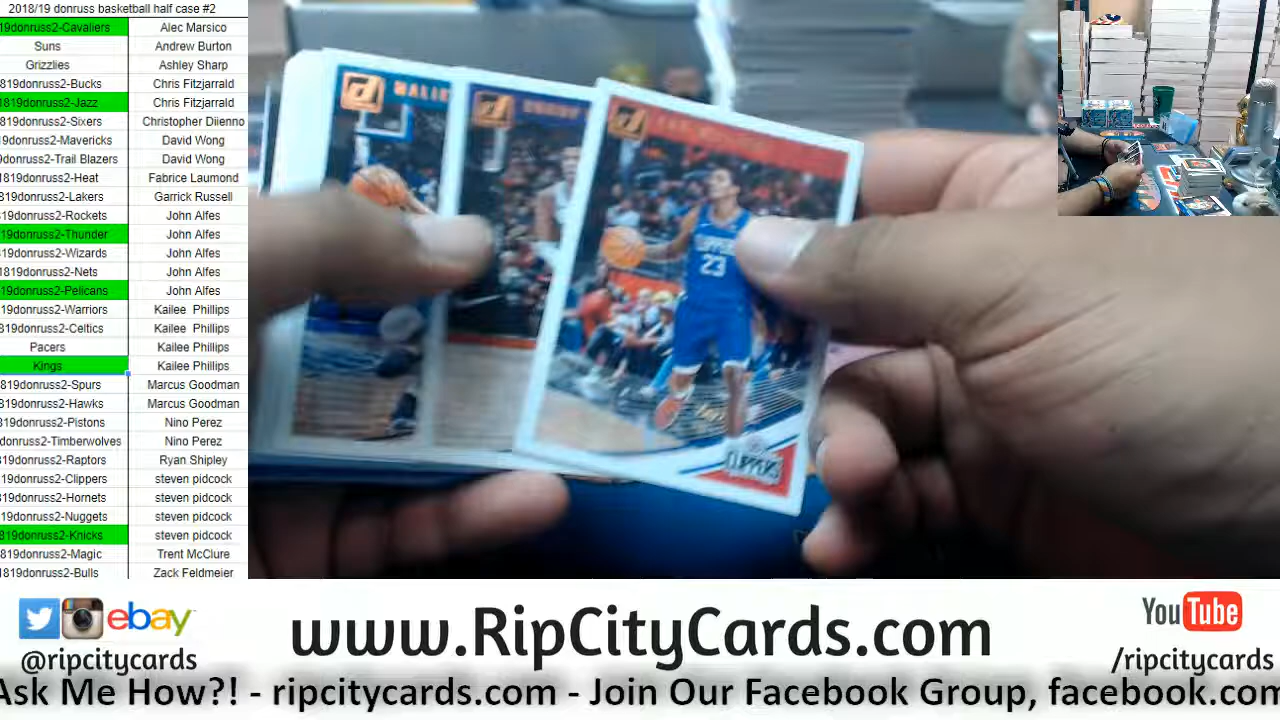 2018/19 donruss basketball half case #2
19donruss2-Cavaliers Alec Marsico
Suns Andrew Burton
Grizzlies Ashley Sharp
819donruss2-Bucks Chris Fitzjarrald
1819donruss2-Jazz Chris Fitzjarrald
819donruss2-Sixers Christopher Diienno
19donruss2-Mavericks David Wong
donruss2-Trail Blazers David Wong
819donruss2-Heat Fabrice Laumond
819donruss2-Lakers Garrick Russell
19donruss2-Rockets John Alfes
19donruss2-Thunder John Alfes
19donruss2-Wizards John Alfes
1819donruss2-Nets John Alfes
19donruss2-Pelicans John Alfes
19donruss2-Warriors Kailee Phillips
819donruss2-Celtics Kailee Phillips
Pacers Kailee Phillips
Kings Kailee Phillips
819donruss2-Spurs Marcus Goodman
819donruss2-Hawks Marcus Goodman
19donruss2-Pistons Nino Perez
donruss2-Timberwolves Nino Perez
19donruss2-Raptors Ryan Shipley
19donruss2-Clippers steven pidcock
819donruss2-Hornets steven pidcock
19donruss2-Nuggets steven pidcock
819donruss2-Knicks steven pidcock
819donruss2-Magic Trent McClure
1819donruss2-Bulls Zack Feldmeier
CLIPPERS
23
CLIPPERS
ebay
@ripcitycards
www.RipCityCards.com
YouTube
/ripcitycards
Ask Me How?! - ripcitycards.com - Join Our Facebook Group, facebook.com